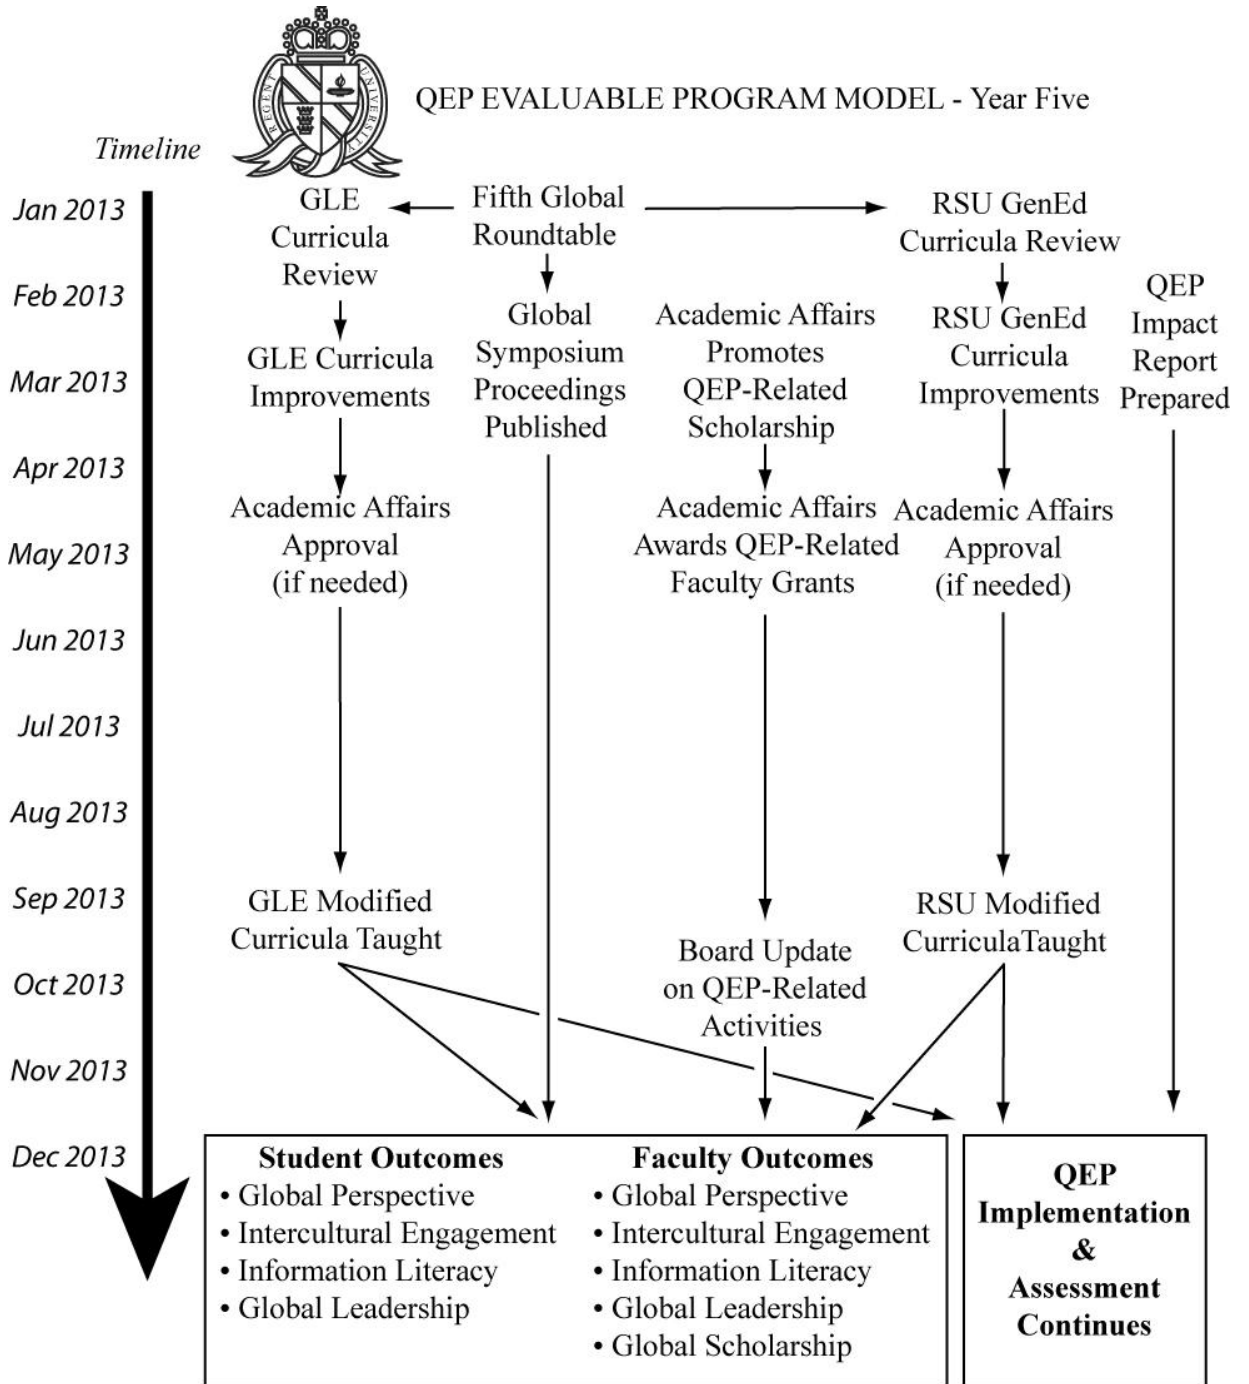 REGENT UNIVERSITY
QEP EVALUABLE PROGRAM MODEL - Year Five
Timeline
Jan 2013
Feb 2013
Mar 2013
Apr 2013
May 2013
Jun 2013
Jul 2013
Aug 2013
Sep 2013
Oct 2013
Nov 2013
Dec 2013
GLE
Curricula
Review
GLE Curricula
Improvements
Academic Affairs
Approval
(if needed)
GLE Modified
Curricula Taught
Fifth Global
Roundtable
Global
Symposium
Proceedings
Published
Academic Affairs
Promotes
QEP-Related
Scholarship
Academic Affairs
Awards QEP-Related
Faculty Grants
Board Update
on QEP-Related
Activities
RSU GenEd
Curricula Review
RSU GenEd
Curricula
Improvements
Academic Affairs
Approval
(if needed)
RSU Modified
CurriculaTaught
QEP
Impact
Report
Prepared
Student Outcomes
• Global Perspective
• Intercultural Engagement
• Information Literacy
• Global Leadership
Faculty Outcomes
• Global Perspective
• Intercultural Engagement
• Information Literacy
• Global Leadership
• Global Scholarship
QEP
Implementation
&
Assessment
Continues